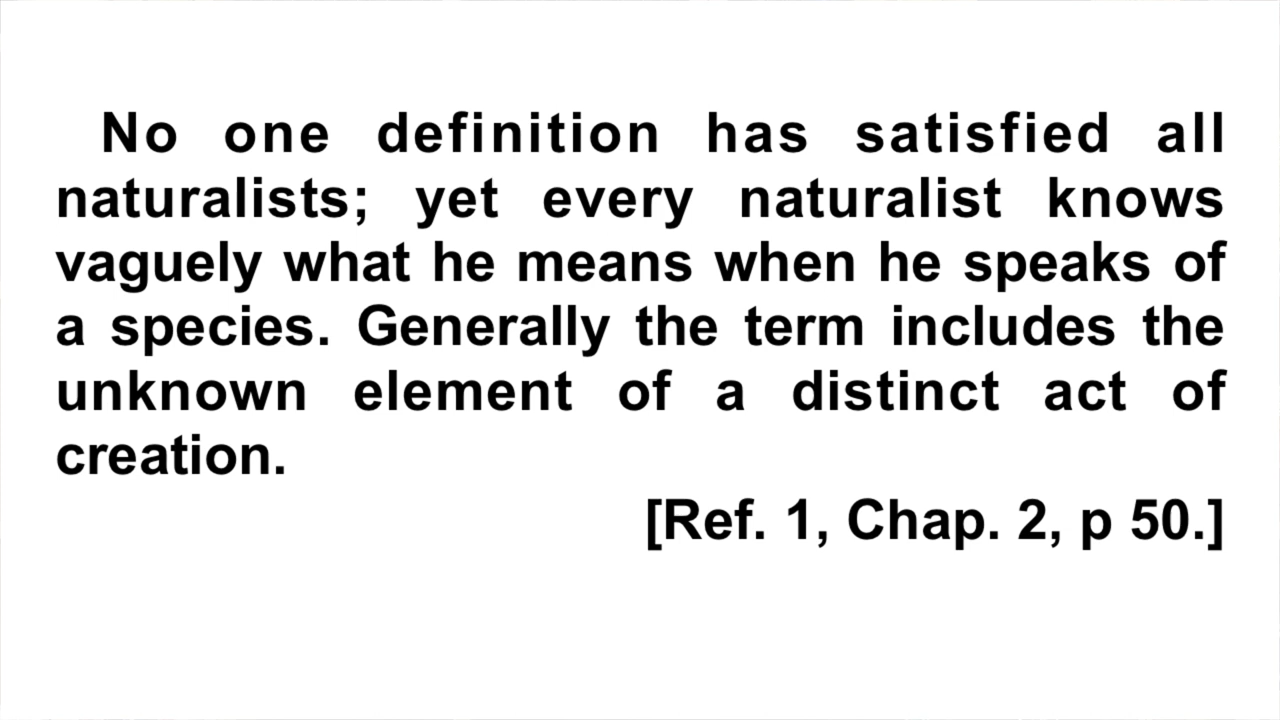 No one definition has satisfied all
naturalists; yet every naturalist knows
vaguely what he means when he speaks of
a species. Generally the term includes the
unknown element of a distinct act of
creation.
[Ref. 1, Chap. 2, p 50.]